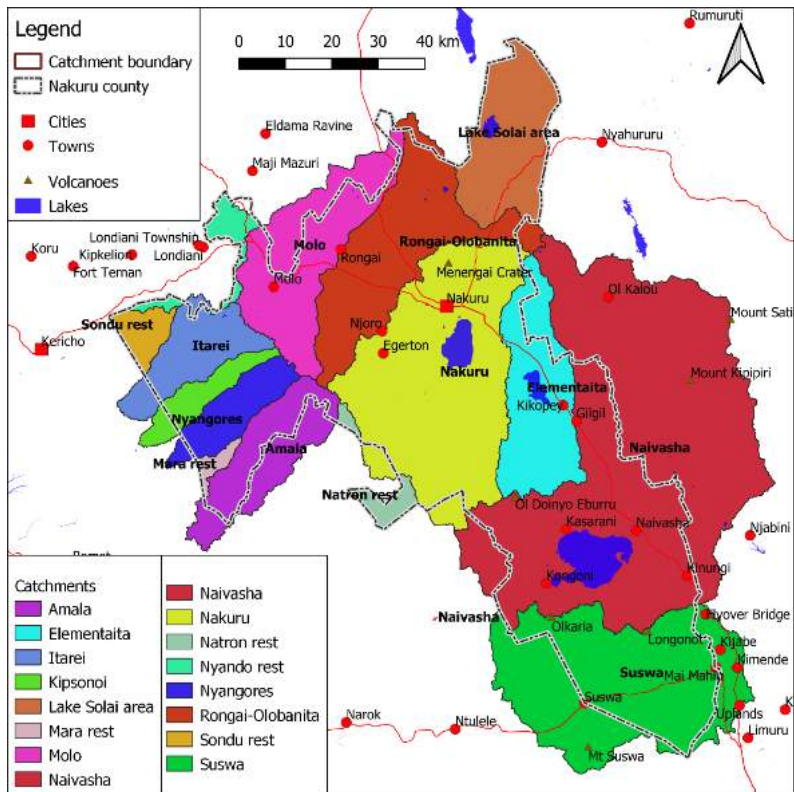 Legend
Catchment boundary
Nakuru county
Cities
Towns
Volcanoes
Lakes
0 10 20 30 40 km
Rumuruti
Eldama Ravine
Lake Solai area
Nyahururu
Maji Mazuri
Londiani Township
Koru
Kipkelion
Londiani
Fort Tenan
Molo
Rongai
Rongai-Olobanita
Menengai Crater
Molo
Nakuru
Ol Kalou
Mount Sati
Sondu rest
Kericho
Itarei
Njoro
Egerton
Nakuru
Elementaita
Mount Kipipiri
Kikopey
Gilgil
Nyangores
Amala
Naivasha
Mara rest
Natron rest
Ol Doinyo Eburru
Kasarani
Naivasha
Njabini
Kongoni
Kinungi
Naivasha
Olkaria
Flyover Bridge
Longonot
Kijabe
Suswa
Mai Mahiu
Kimende
Suswa
Uplands
K
Narok
Ntulele
Limuru
Mt Suswa
Catchments
Amala
Elementaita
Itarei
Kipsonoi
Lake Solai area
Mara rest
Molo
Naivasha
Naivasha
Nakuru
Natron rest
Nyando rest
Nyangores
Rongai-Olobanita
Sondu rest
Suswa